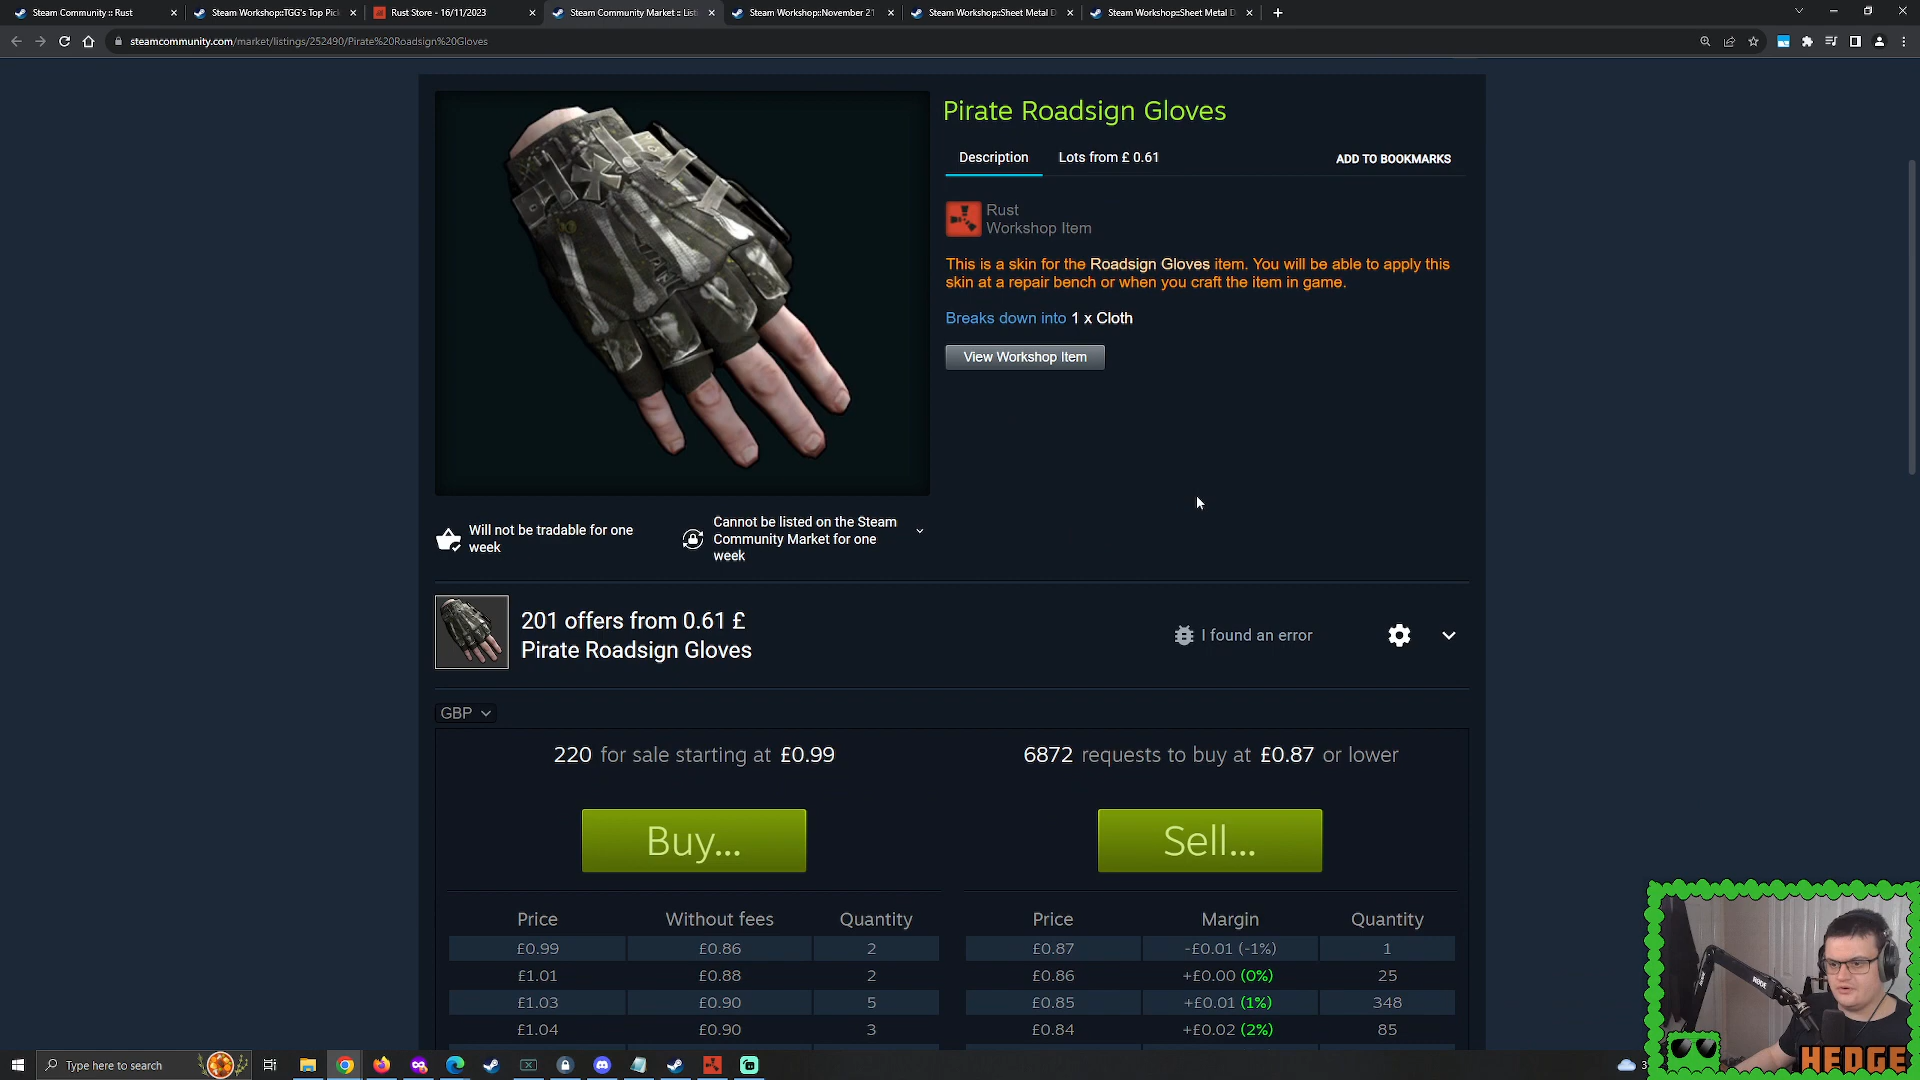 Steam Community :: Rust
Steam Workshop::TGG's Top Pick
Rust Store - 16/11/2023
Steam Community Market :: List
Steam Workshop::November 21
Steam Workshop::Sheet Metal D
Steam Workshop::Sheet Metal D
steamcommunity.com/market/listings/252490/Pirate%20Roadsign%20Gloves
Pirate Roadsign Gloves
Description
Lots from £ 0.61
ADD TO BOOKMARKS
Rust
Workshop Item
This is a skin for the Roadsign Gloves item. You will be able to apply this
skin at a repair bench or when you craft the item in game.
Breaks down into 1 x Cloth
View Workshop Item
Will not be tradable for one
week
Cannot be listed on the Steam
Community Market for one
week
201 offers from 0.61 £
Pirate Roadsign Gloves
I found an error
GBP
220 for sale starting at £0.99
6872 requests to buy at £0.87 or lower
Buy...
Sell...
Price Without fees Quantity
Price Margin Quantity
£0.99 £0.86 2
£0.87 -£0.01 (-1%) 1
£1.01 £0.88 2
£0.86 +£0.00 (0%) 25
£1.03 £0.90 5
£0.85 +£0.01 (1%) 348
£1.04 £0.90 3
£0.84 +£0.02 (2%) 85
Type here to search
HEDGE